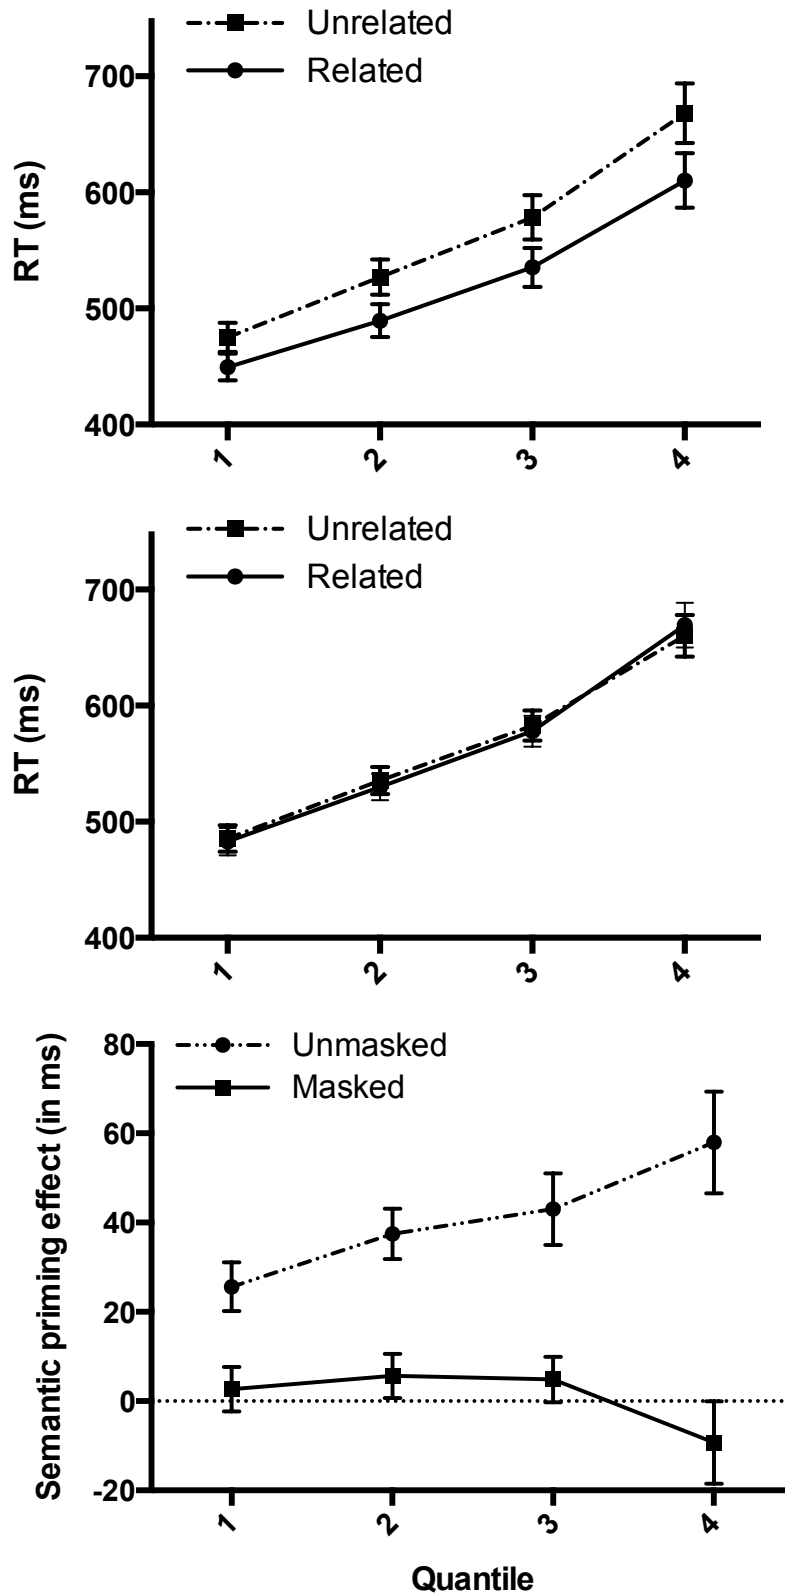 Unrelated
Related
RT (ms)
700
600
500
400
1 2 3 4
Unrelated
Related
RT (ms)
700
600
500
400
1 2 3 4
Unmasked
Masked
Semantic priming effect (in ms)
80
60
40
20
0
-20
1 2 3 4
Quantile